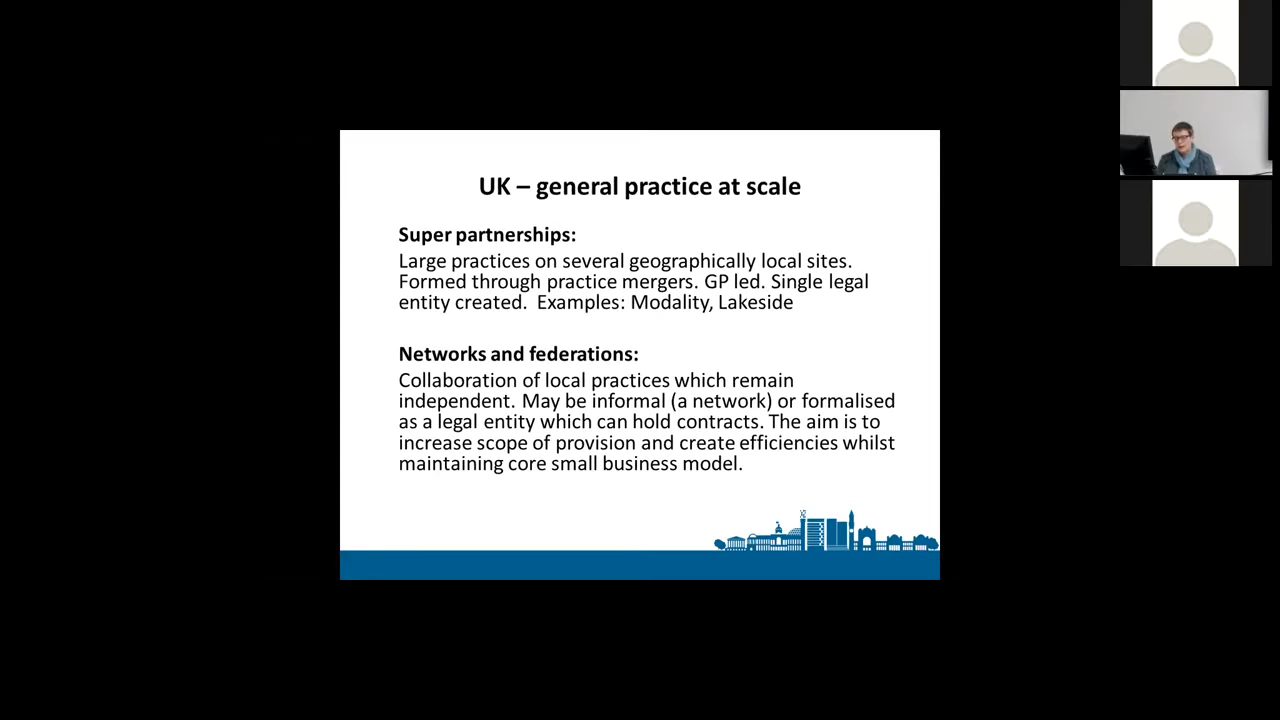 UK – general practice at scale
Super partnerships:
Large practices on several geographically local sites.
Formed through practice mergers. GP led. Single legal
entity created.  Examples: Modality, Lakeside
Networks and federations:
Collaboration of local practices which remain
independent. May be informal (a network) or formalised
as a legal entity which can hold contracts. The aim is to
increase scope of provision and create efficiencies whilst
maintaining core small business model.